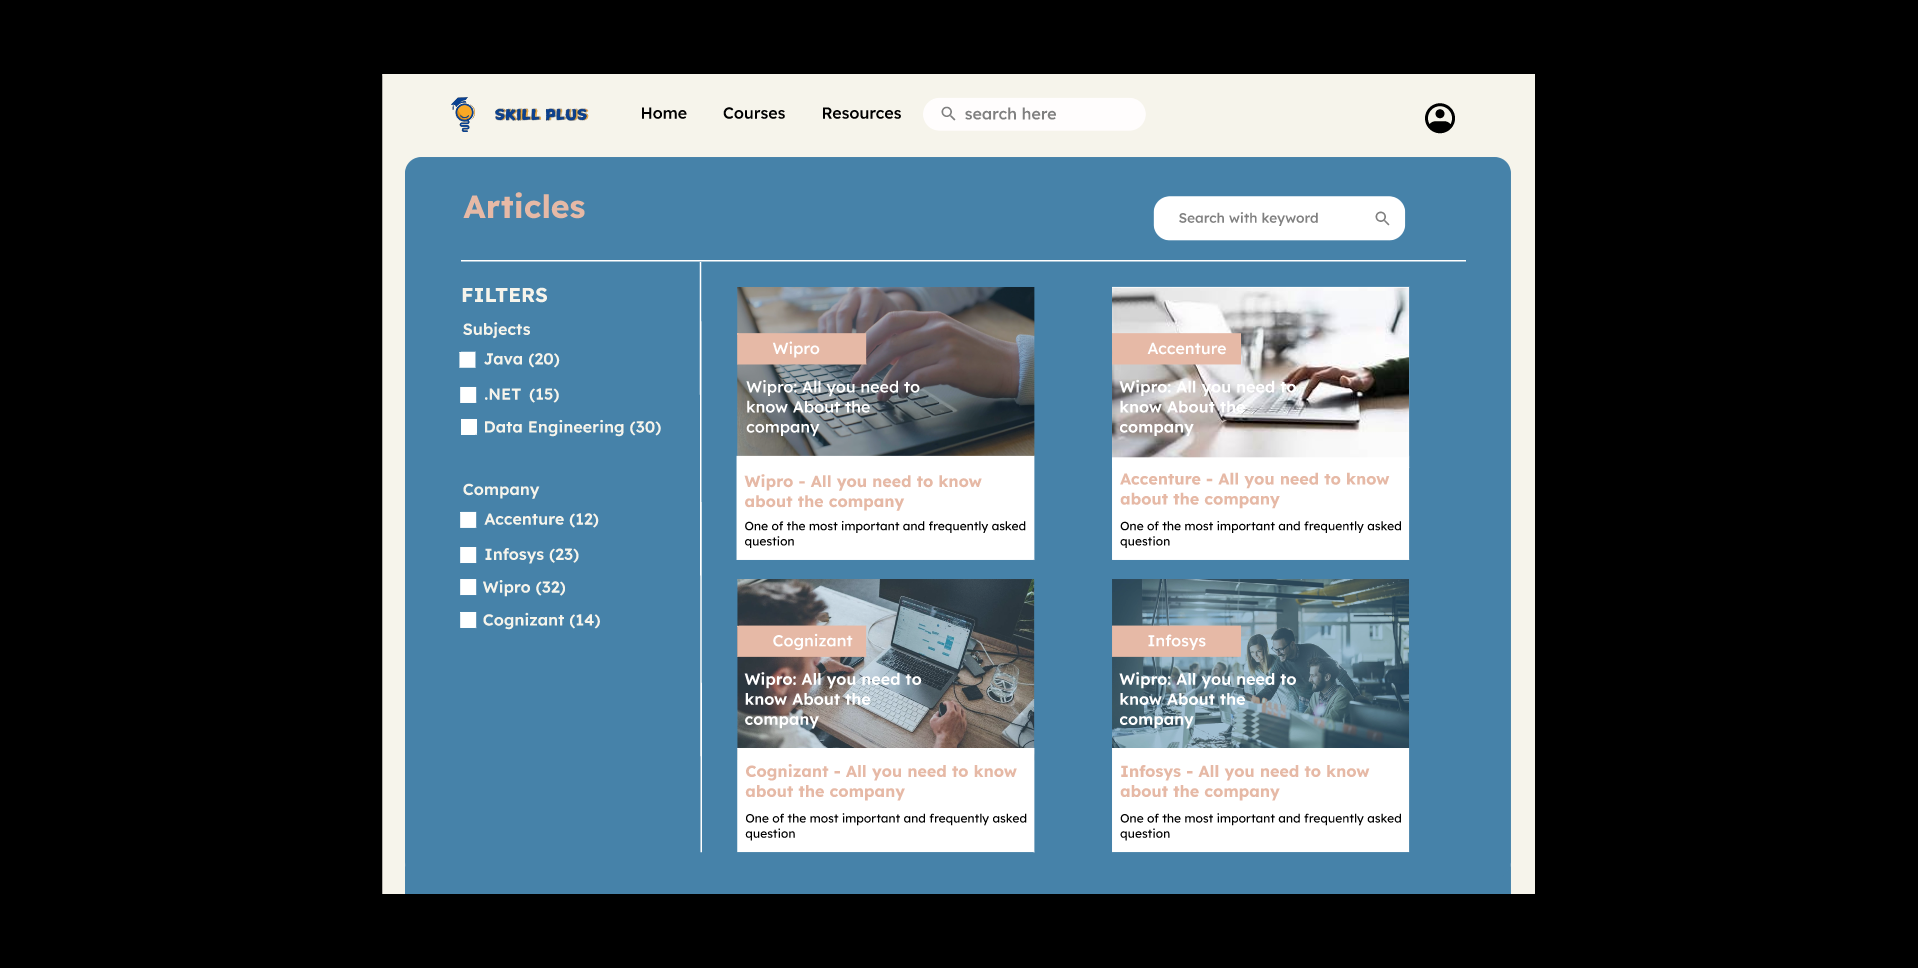 SKILL PLUS
Home
Courses
Resources
search here
Articles
Search with keyword
FILTERS
Subjects
Java (20)
.NET (15)
Data Engineering (30)
Company
Accenture (12)
Infosys (23)
Wipro (32)
Cognizant (14)
Wipro
Wipro: All you need to
know About the
company
Wipro - All you need to know
about the company
One of the most important and frequently asked
question
Accenture
Wipro: All you need to
know About the
company
Accenture - All you need to know
about the company
One of the most important and frequently asked
question
Cognizant
Wipro: All you need to
know About the
company
Cognizant - All you need to know
about the company
One of the most important and frequently asked
question
Infosys
Wipro: All you need to
know About the
company
Infosys - All you need to know
about the company
One of the most important and frequently asked
question